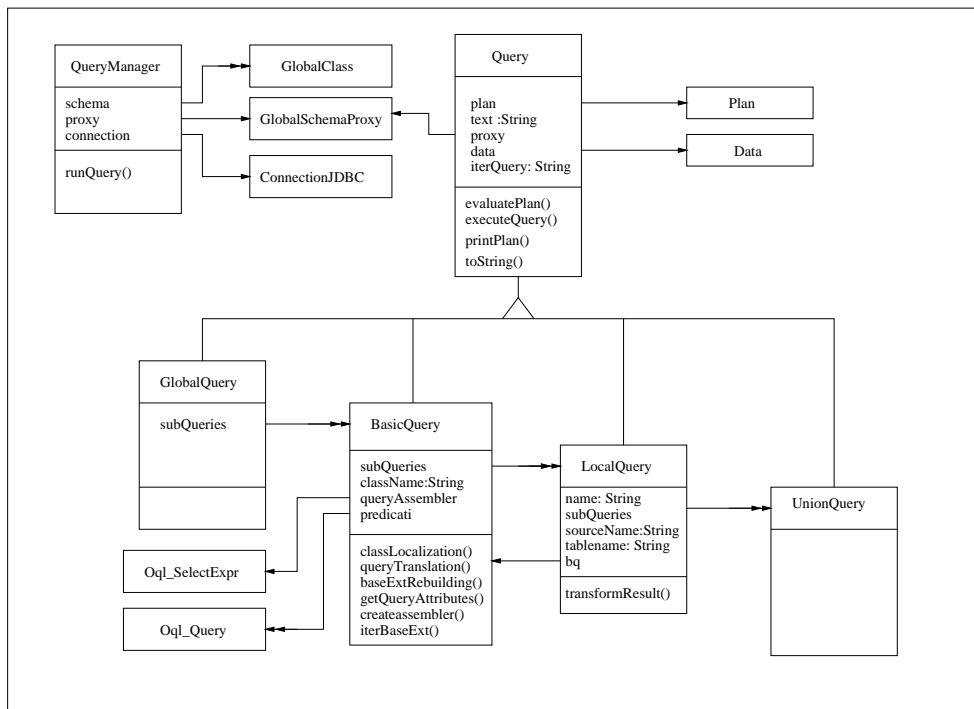 QueryManager
schema
proxy
connection
runQuery()
GlobalClass
GlobalSchemaProxy
ConnectionJDBC
Query
plan
text :String
proxy
data
iterQuery: String
evaluatePlan()
executeQuery()
printPlan()
toString()
Plan
Data
GlobalQuery
subQueries
BasicQuery
subQueries
className:String
queryAssembler
predicati
classLocalization()
queryTranslation()
baseExtRebuilding()
getQueryAttributes()
createassembler()
iterBaseExt()
Oql_SelectExpr
Oql_Query
LocalQuery
name: String
subQueries
sourceName:String
tablename: String
bq
transformResult()
UnionQuery